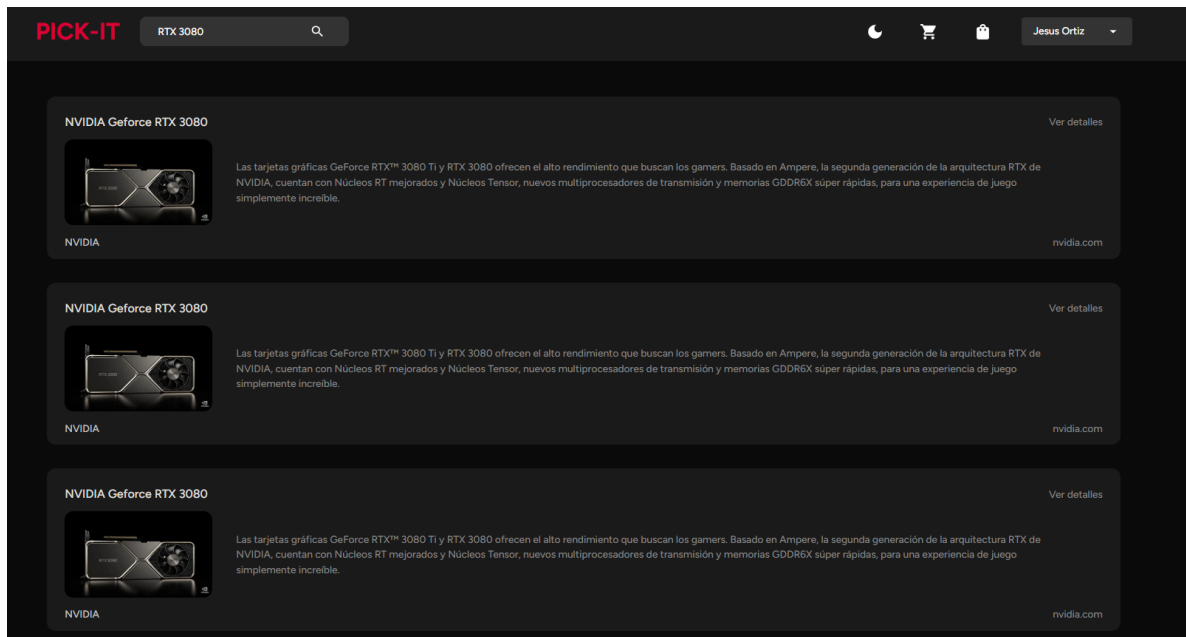 PICK-IT
RTX 3080
Jesus Ortiz
NVIDIA Geforce RTX 3080
Ver detalles
Las tarjetas gráficas GeForce RTX™ 3080 Ti y RTX 3080 ofrecen el alto rendimiento que buscan los gamers. Basado en Ampere, la segunda generación de la arquitectura RTX de
NVIDIA, cuentan con Núcleos RT mejorados y Núcleos Tensor, nuevos multiprocesadores de transmisión y memorias GDDR6X súper rápidas, para una experiencia de juego
simplemente increíble.
RTX 3080
NVIDIA
nvidia.com
NVIDIA Geforce RTX 3080
Ver detalles
Las tarjetas gráficas GeForce RTX™ 3080 Ti y RTX 3080 ofrecen el alto rendimiento que buscan los gamers. Basado en Ampere, la segunda generación de la arquitectura RTX de
NVIDIA, cuentan con Núcleos RT mejorados y Núcleos Tensor, nuevos multiprocesadores de transmisión y memorias GDDR6X súper rápidas, para una experiencia de juego
simplemente increíble.
RTX 3080
NVIDIA
nvidia.com
NVIDIA Geforce RTX 3080
Ver detalles
Las tarjetas gráficas GeForce RTX™ 3080 Ti y RTX 3080 ofrecen el alto rendimiento que buscan los gamers. Basado en Ampere, la segunda generación de la arquitectura RTX de
NVIDIA, cuentan con Núcleos RT mejorados y Núcleos Tensor, nuevos multiprocesadores de transmisión y memorias GDDR6X súper rápidas, para una experiencia de juego
simplemente increíble.
RTX 3080
NVIDIA
nvidia.com